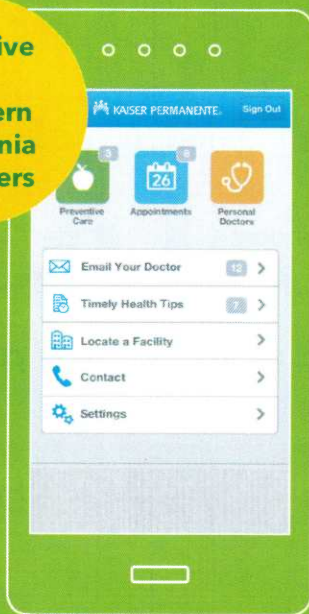 ive
ern
nia
ers
KAISER PERMANENTE®
Sign Out
3
6
26
Preventive Care
Appointments
Personal Doctors
Email Your Doctor 12
Timely Health Tips 7
Locate a Facility
Contact
Settings